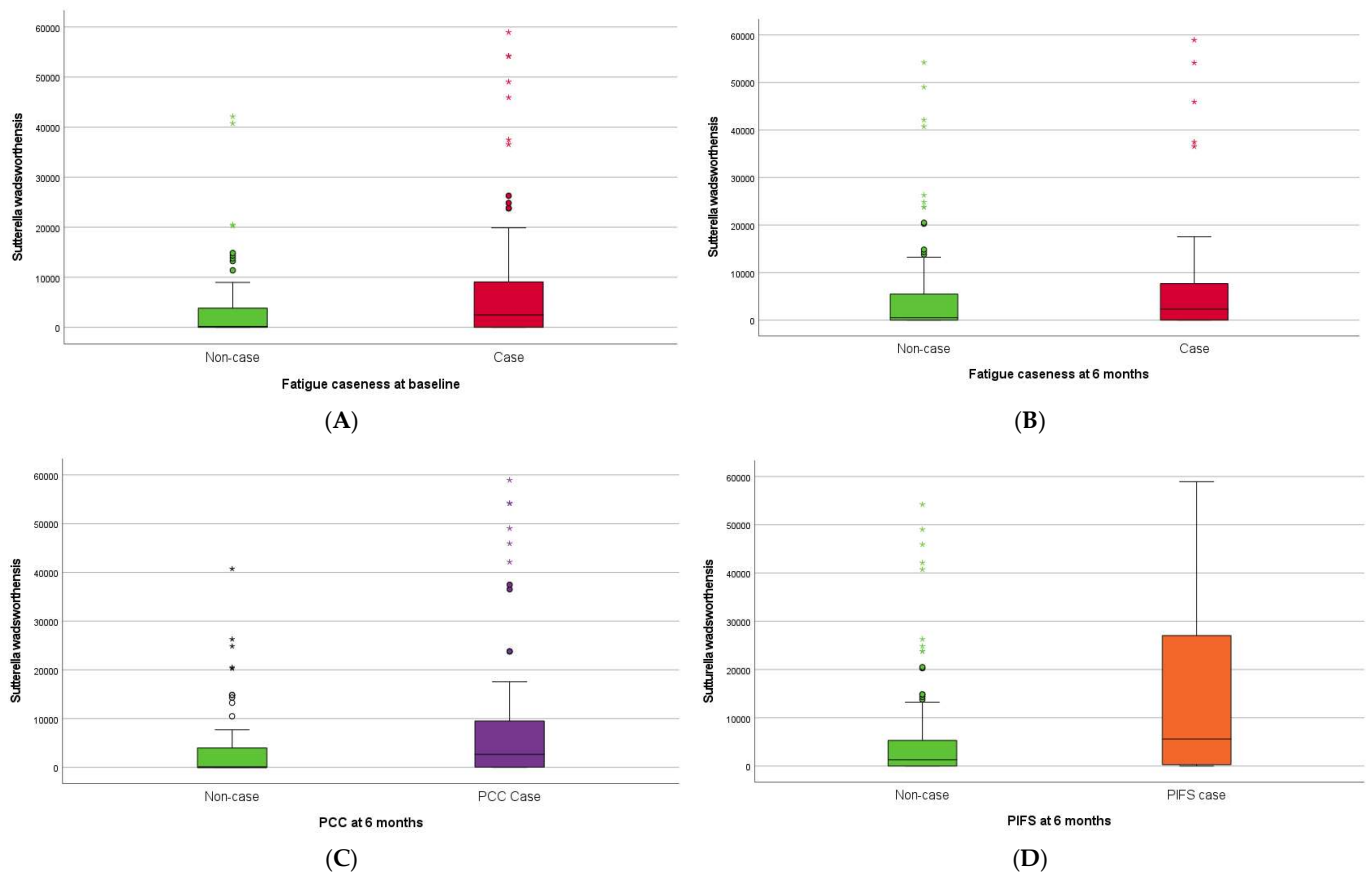 Sutterella wadsworthensis
60000
50000
40000
30000
20000
10000
0
Non-case
Case
Fatigue caseness at baseline
(A)
Sutterella wadsworthensis
60000
50000
40000
30000
20000
10000
0
Non-case
Case
Fatigue caseness at 6 months
(B)
Sutterella wadsworthensis
60000
50000
40000
30000
20000
10000
0
Non-case
PCC Case
PCC at 6 months
(C)
Sutturella wadsworthensis
60000
50000
40000
30000
20000
10000
0
Non-case
PIFS case
PIFS at 6 months
(D)